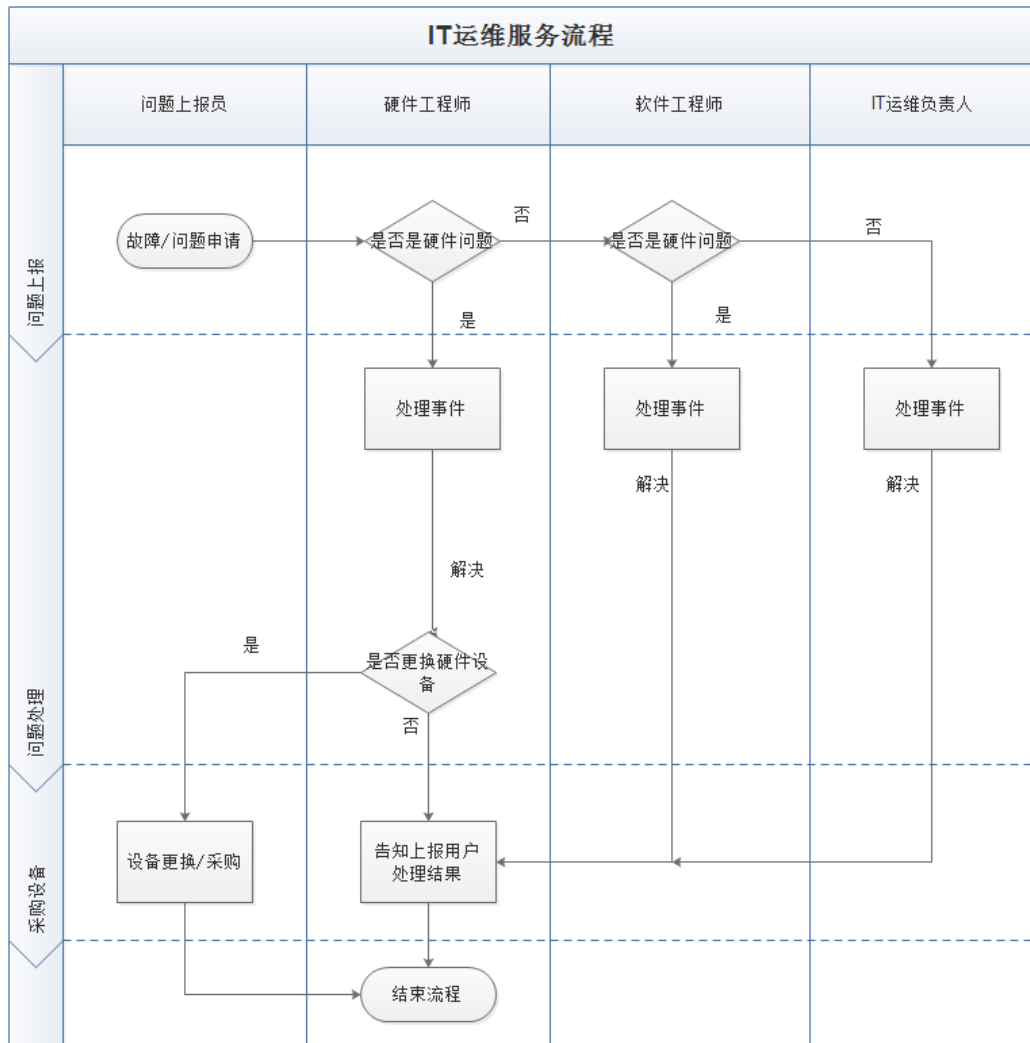 IT运维服务流程
问题上报员
硬件工程师
软件工程师
IT运维负责人
问题上报
故障/问题申请
是否是硬件问题
否
是否是硬件问题
否
是
是
问题处理
处理事件
处理事件
处理事件
解决
解决
解决
是
是否更换硬件设
备
否
采购设备
设备更换/采购
告知上报用户
处理结果
结束流程